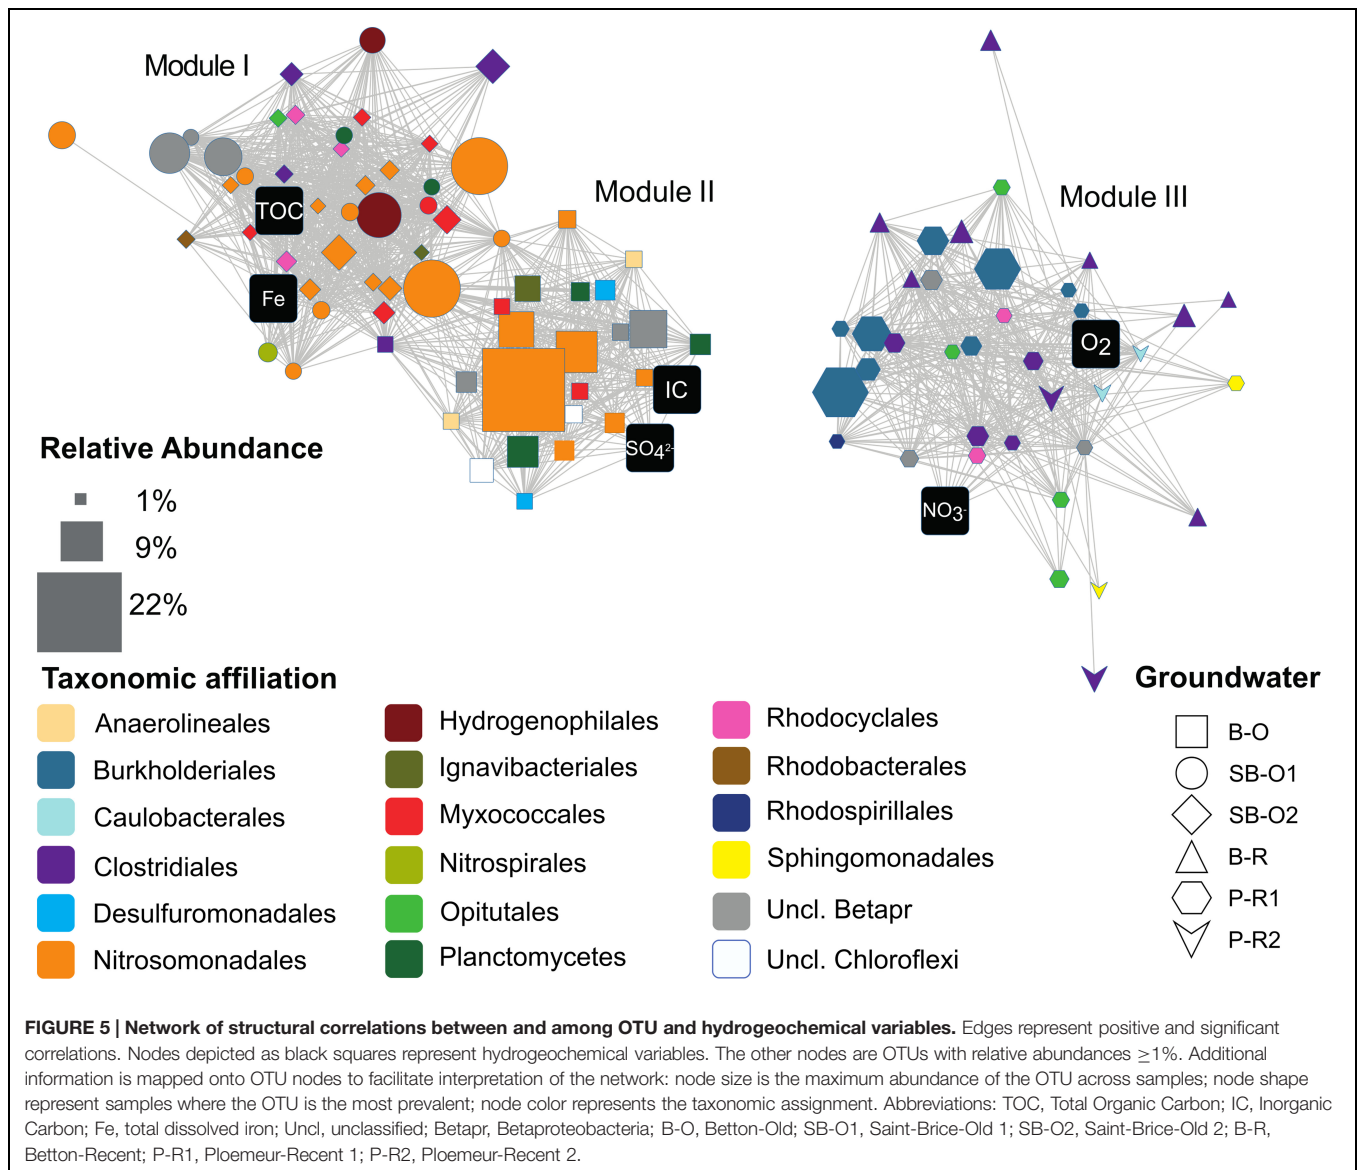 Module I
Module II
Module III
TOC
Fe
IC
SO4 2-
O2
NO3-
Relative Abundance
1%
9%
22%
Taxonomic affiliation
Anaerolineales
Burkholderiales
Caulobacterales
Clostridiales
Desulfuromonadales
Nitrosomonadales
Hydrogenophilales
Ignavibacteriales
Myxococcales
Nitrospirales
Opitutales
Planctomycetes
Rhodocyclales
Rhodobacterales
Rhodospirillales
Sphingomonadales
Uncl. Betapr
Uncl. Chloroflexi
Groundwater
B-O
SB-O1
SB-O2
B-R
P-R1
P-R2
FIGURE 5 | Network of structural correlations between and among OTU and hydrogeochemical variables. Edges represent positive and significant
correlations. Nodes depicted as black squares represent hydrogeochemical variables. The other nodes are OTUs with relative abundances ≥1%. Additional
information is mapped onto OTU nodes to facilitate interpretation of the network: node size is the maximum abundance of the OTU across samples; node shape
represent samples where the OTU is the most prevalent; node color represents the taxonomic assignment. Abbreviations: TOC, Total Organic Carbon; IC, Inorganic
Carbon; Fe, total dissolved iron; Uncl, unclassified; Betapr, Betaproteobacteria; B-O, Betton-Old; SB-O1, Saint-Brice-Old 1; SB-O2, Saint-Brice-Old 2; B-R,
Betton-Recent; P-R1, Ploemeur-Recent 1; P-R2, Ploemeur-Recent 2.